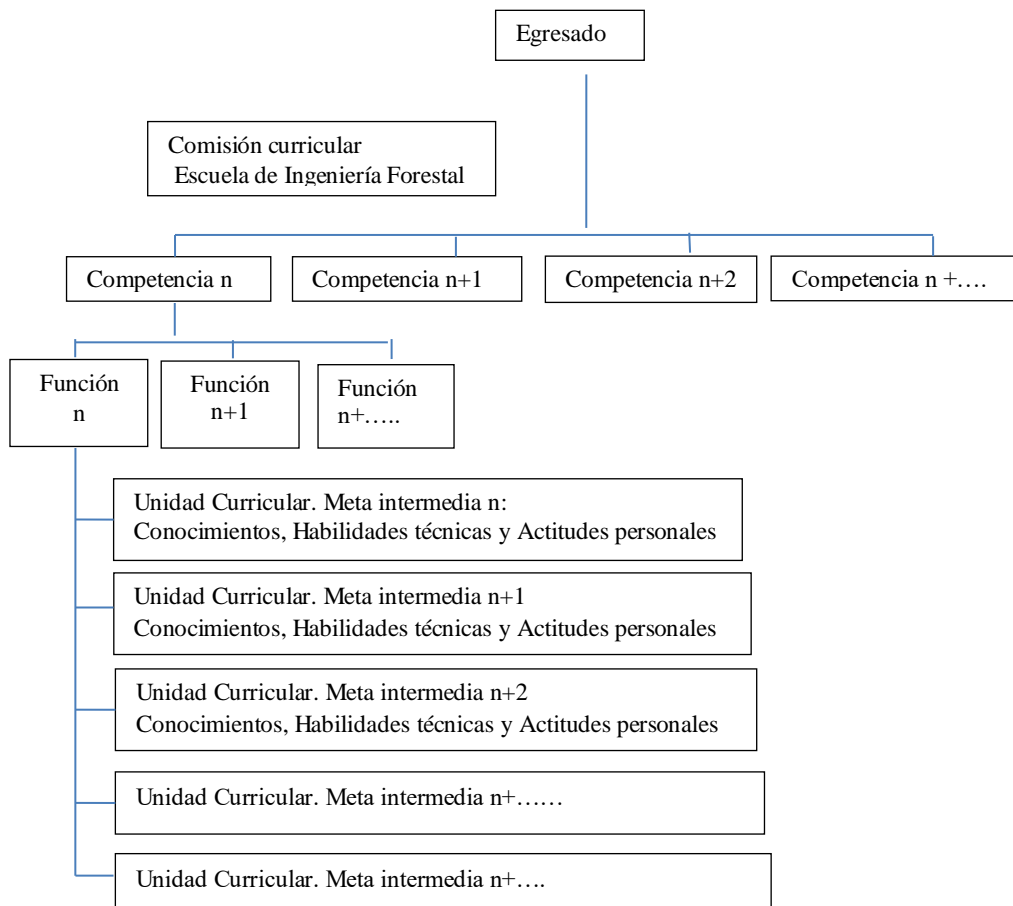 Egresado
Comisión curricular
Escuela de Ingeniería Forestal
Competencia n
Competencia n+1
Competencia n+2
Competencia n +….
Función
n
Función
n+1
Función
n+…..
Unidad Curricular. Meta intermedia n:
Conocimientos, Habilidades técnicas y Actitudes personales
Unidad Curricular. Meta intermedia n+1
Conocimientos, Habilidades técnicas y Actitudes personales
Unidad Curricular. Meta intermedia n+2
Conocimientos, Habilidades técnicas y Actitudes personales
Unidad Curricular. Meta intermedia n+……
Unidad Curricular. Meta intermedia n+….